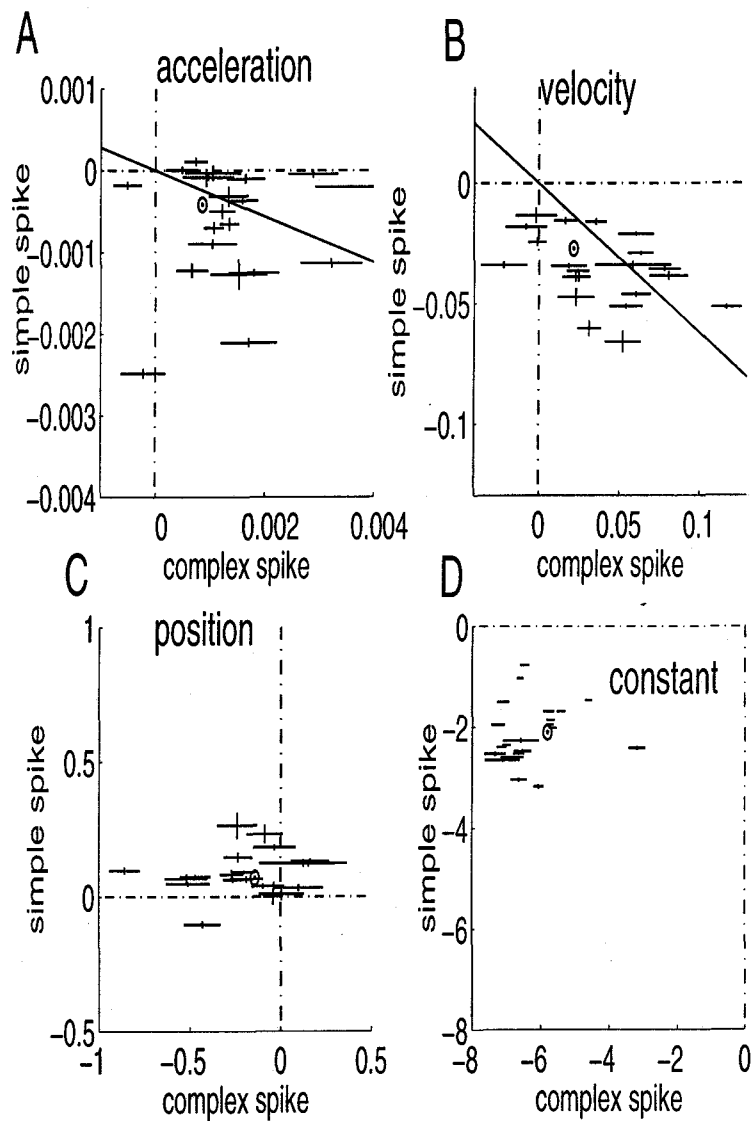 A
acceleration
0.001
0
−0.001
−0.002
−0.003
−0.004
simple spike
0
0.002
0.004
complex spike
B
velocity
0
−0.05
−0.1
simple spike
0
0.05
0.1
complex spike
C
position
1
0.5
0
−0.5
simple spike
−1
−0.5
0
0.5
complex spike
D
constant
0
−2
−4
−6
−8
simple spike
−8
−6
−4
−2
0
complex spike